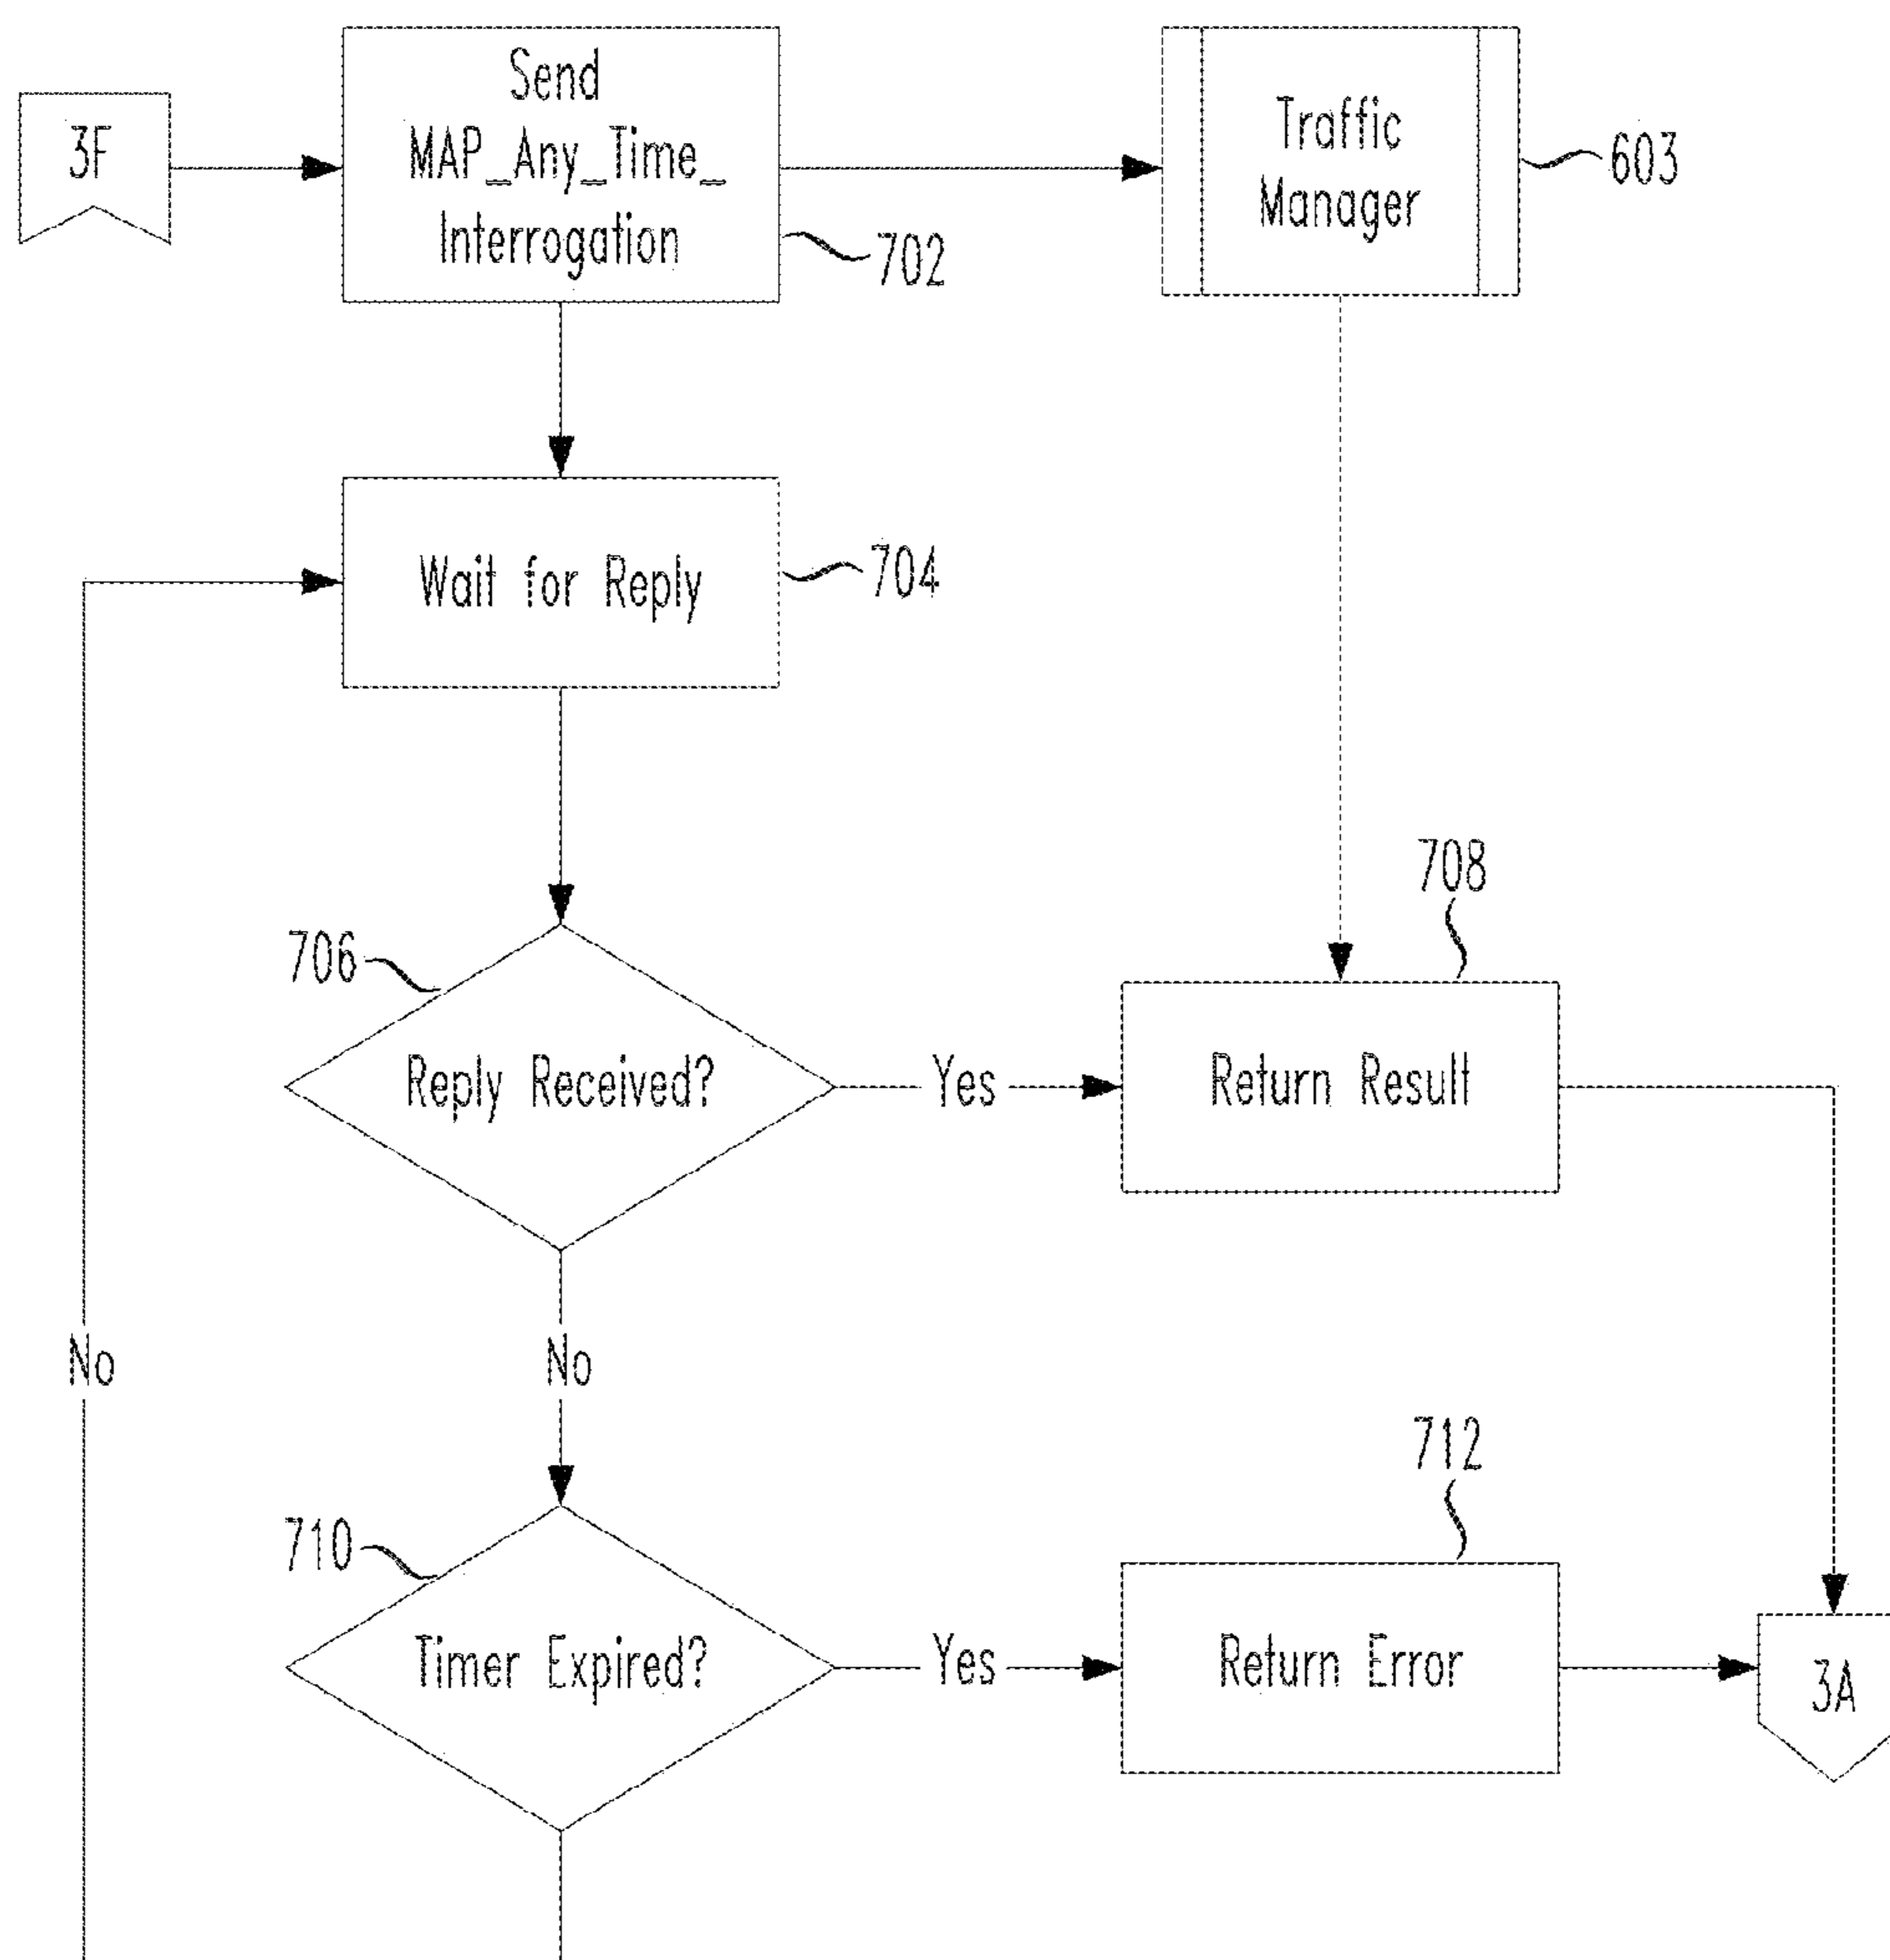 3F
Send
MAP_Any_Time_
Interrogation
702
Traffic
Manager
603
Wait for Reply
704
706
Reply Received?
Yes
708
Return Result
No
No
710
Timer Expired?
Yes
712
Return Error
3A